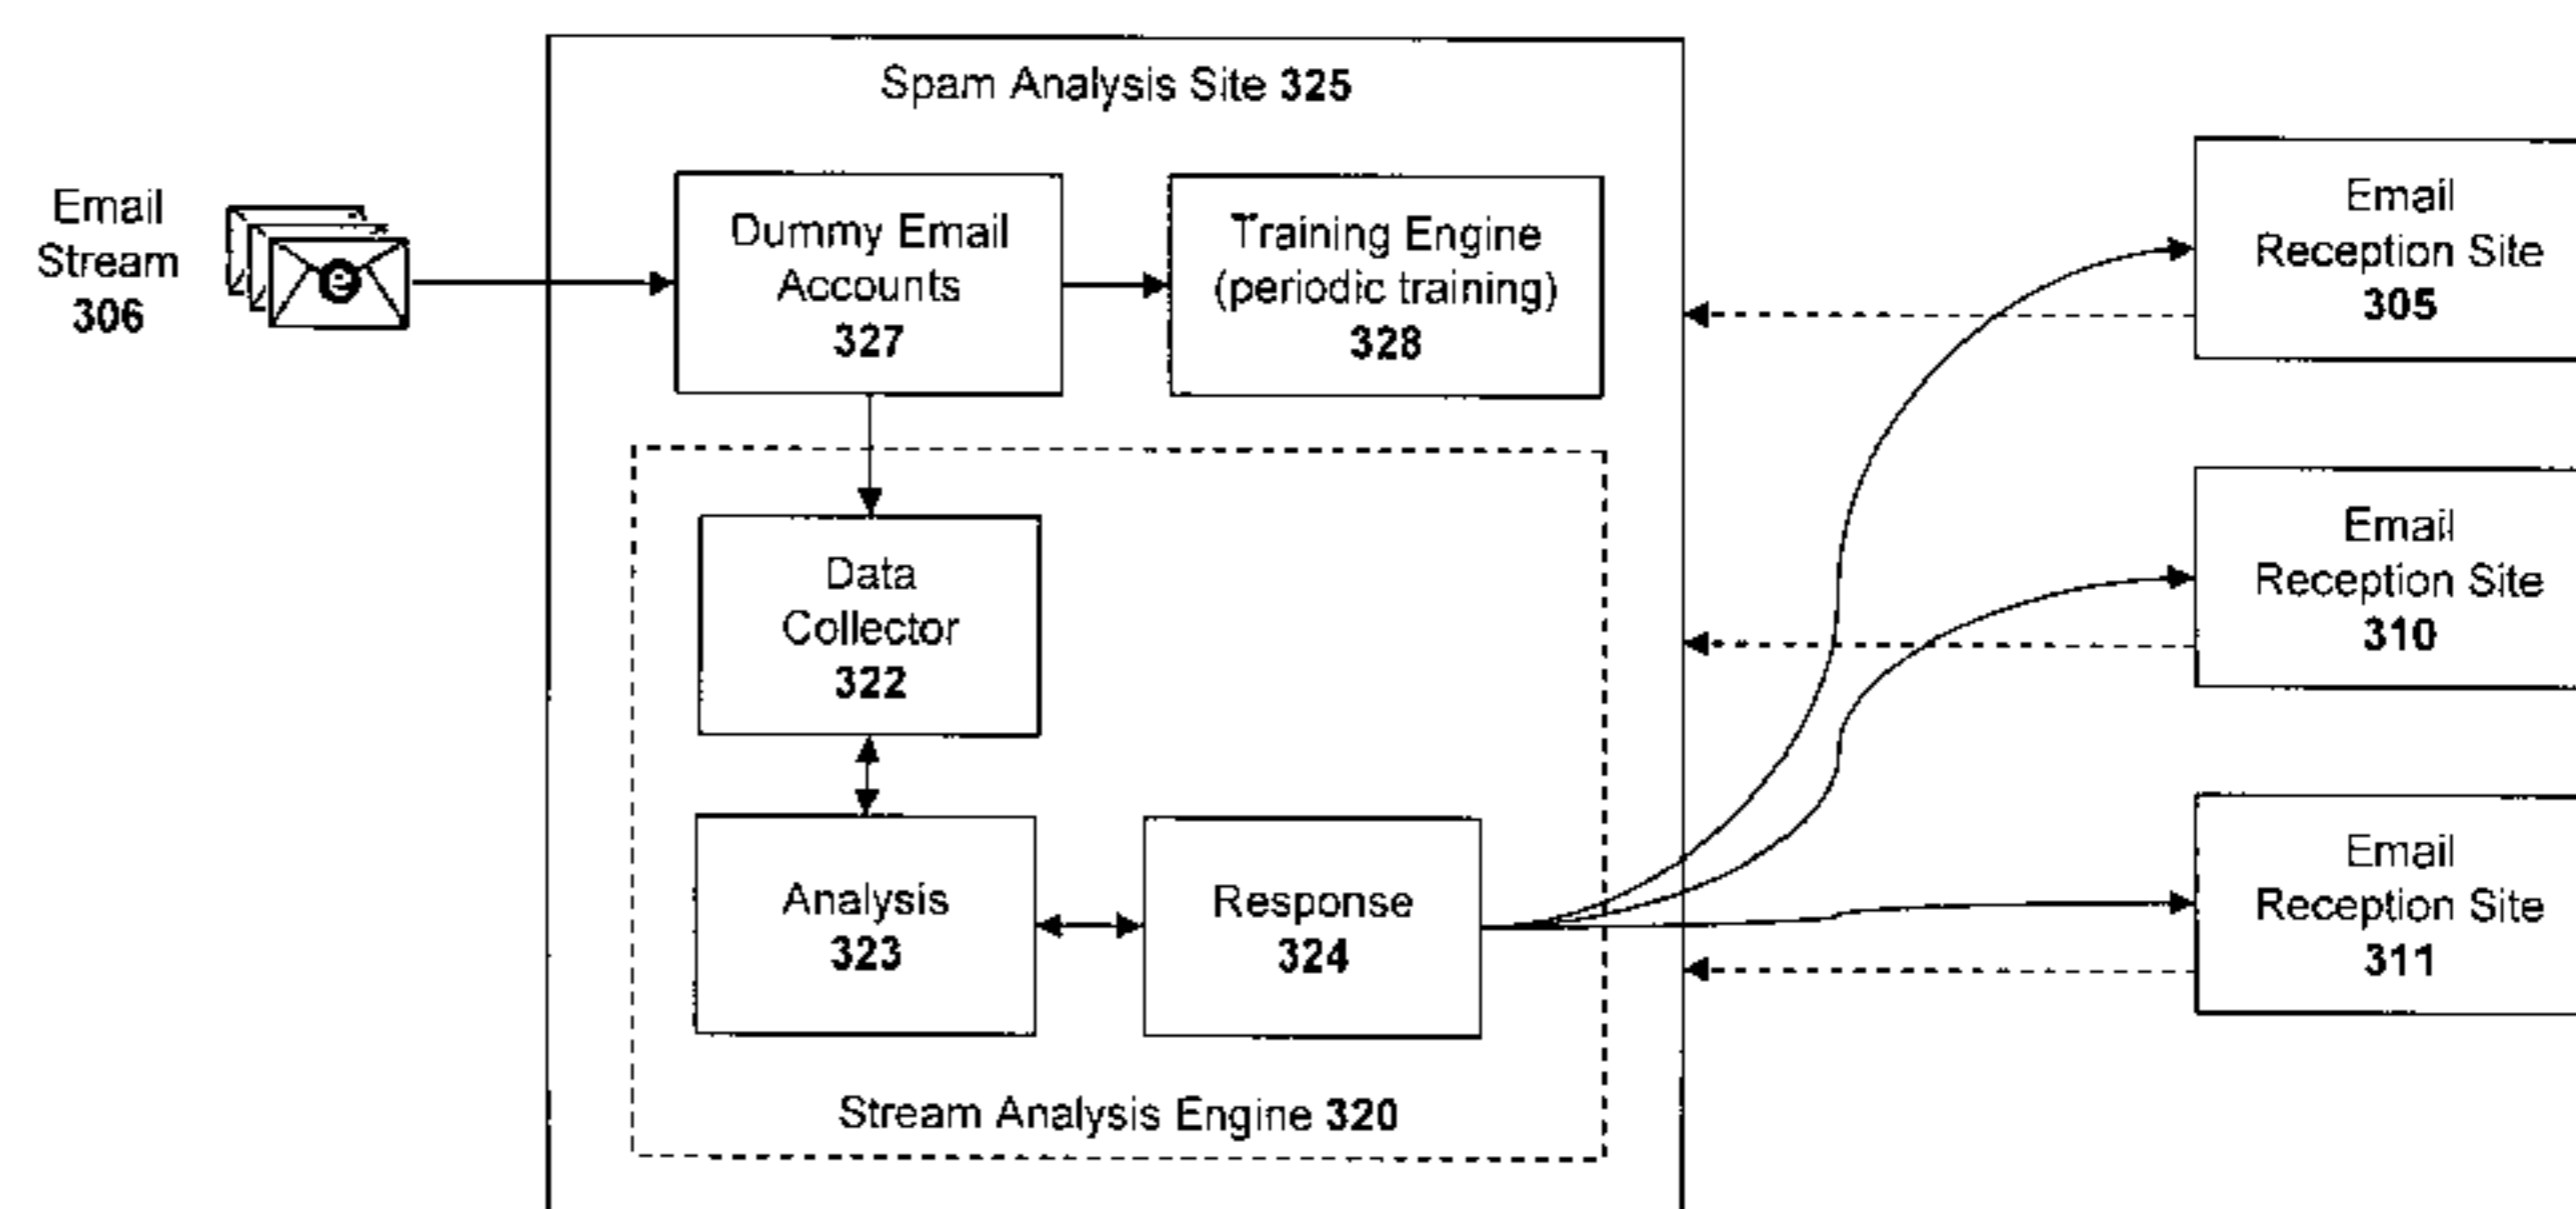 Spam Analysis Site 325
Email
Stream
306
Dummy Email
Accounts
327
Training Engine
(periodic training)
328
Data
Collector
322
Analysis
323
Response
324
Stream Analysis Engine 320
Email
Reception Site
305
Email
Reception Site
310
Email
Reception Site
311